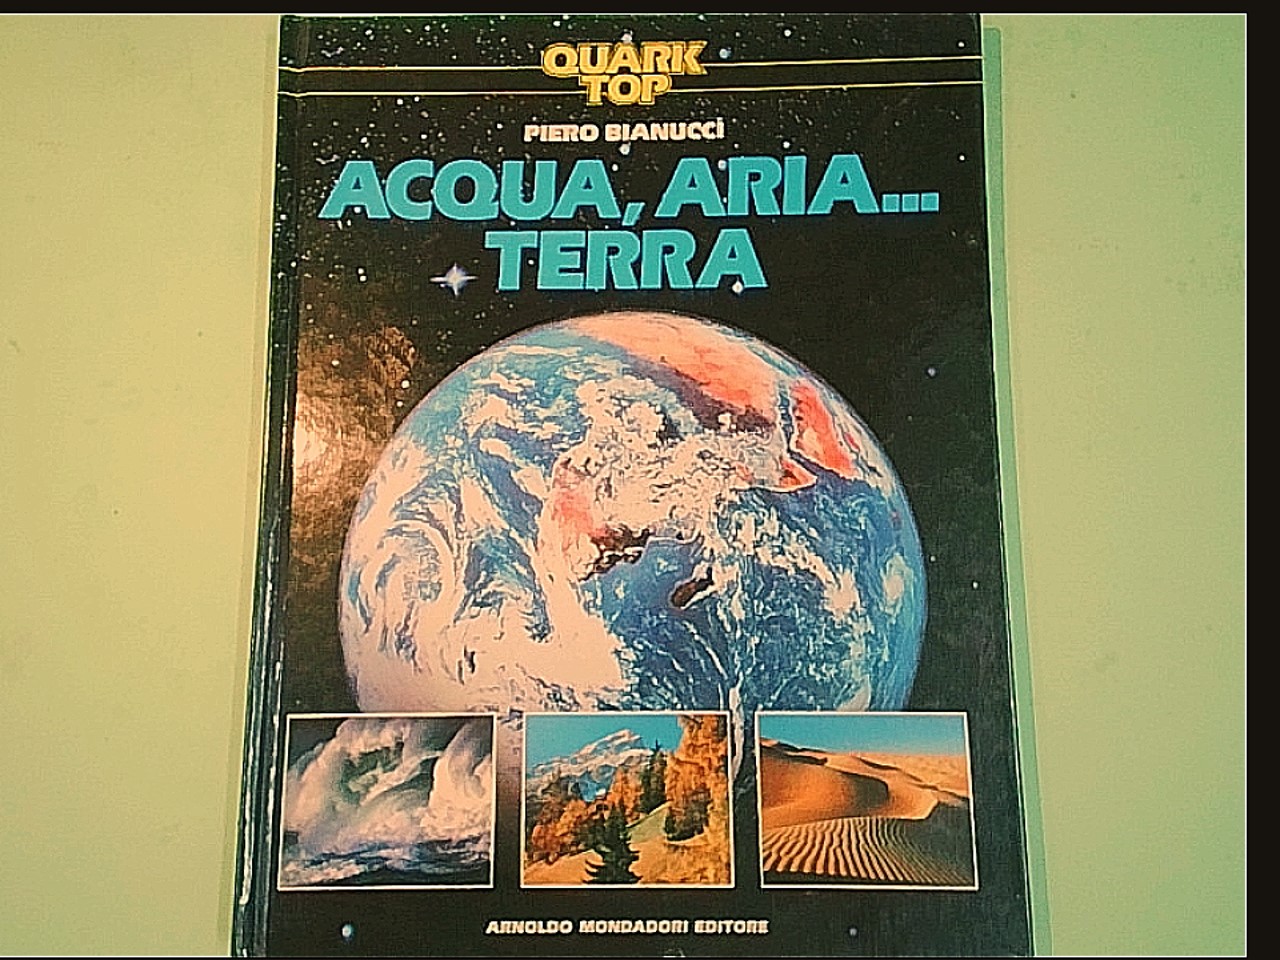 QUARK
TOP
PIERO BIANUCCI
ACQUA, ARIA...
TERRA
ARNOLDO MONDADORI EDITORE